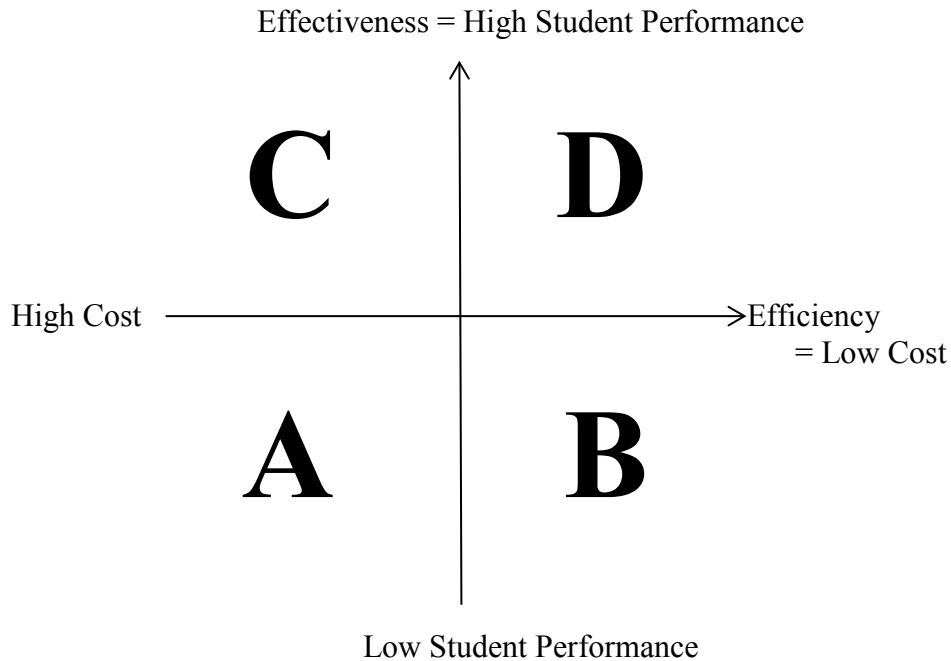 Effectiveness = High Student Performance
C
D
High Cost
Efficiency
= Low Cost
A
B
Low Student Performance